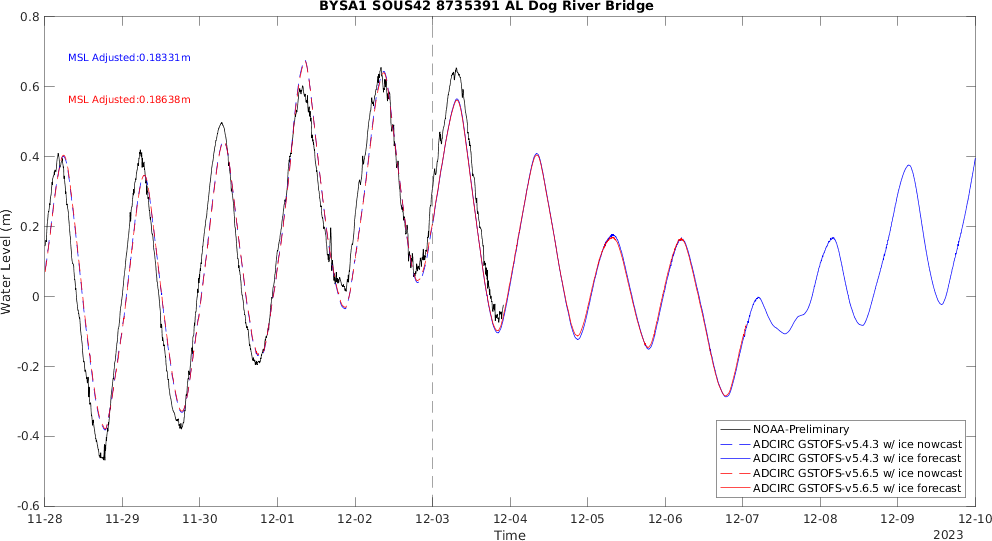 BYSA1 SOUS42 8735391 AL Dog River Bridge
0.8
MSL Adjusted:0.18331m
0.6
MSL Adjusted:0.18638m
0.4
0.2
Water Level (m)
0
-0.2
-0.4
NOAA-Preliminary
ADCIRC GSTOFS-v5.4.3 w/ ice nowcast
ADCIRC GSTOFS-v5.4.3 w/ ice forecast
ADCIRC GSTOFS-v5.6.5 w/ ice nowcast
ADCIRC GSTOFS-v5.6.5 w/ ice forecast
-0.6
11-28 11-29 11-30 12-01 12-02 12-03 12-04 12-05 12-06 12-07 12-08 12-09 12-10
Time
2023